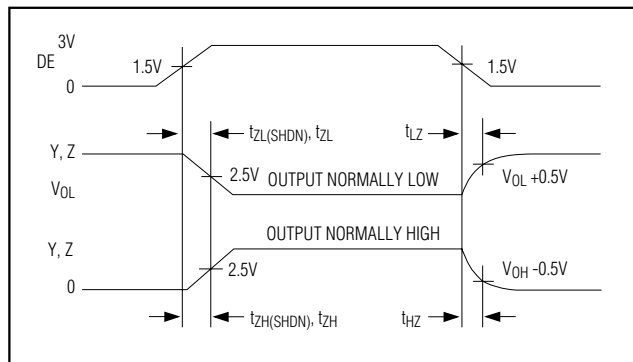 3V
DE
1.5V
1.5V
0
tZL(SHDN), tZL
tLZ
Y, Z
2.5V
OUTPUT NORMALLY LOW
VOL +0.5V
VOL
OUTPUT NORMALLY HIGH
Y, Z
2.5V
VOH -0.5V
0
tZH(SHDN), tZH
tHZ